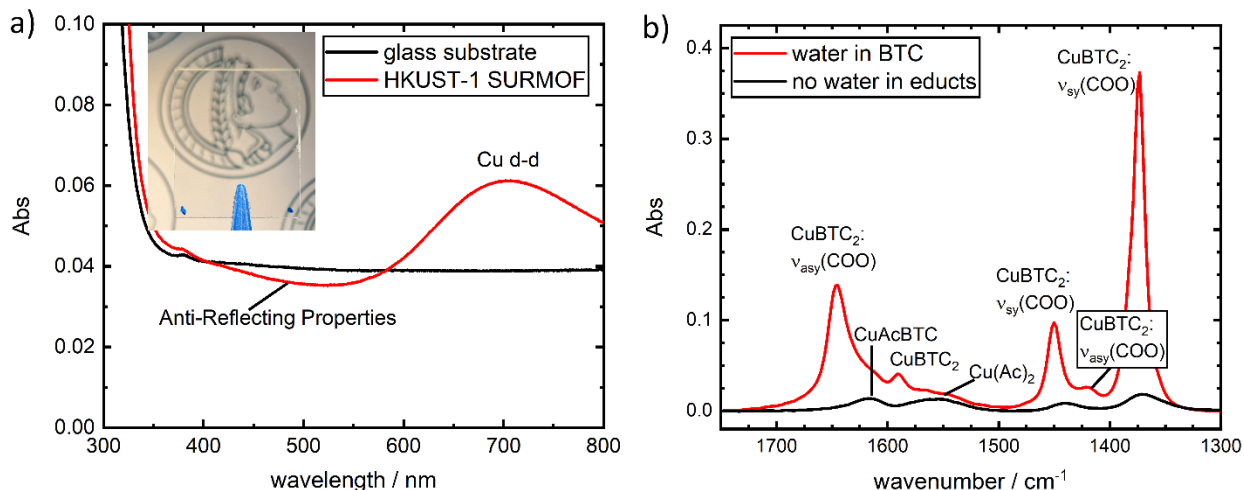 a)
0.10
0.08
0.06
0.04
0.02
0.00
Abs
glass substrate
HKUST-1 SURMOF
Cu d-d
Anti-Reflecting Properties
300 400 500 600 700 800
wavelength / nm
b)
0.4
0.3
0.2
0.1
0.0
Abs
water in BTC
no water in educts
CuBTC₂:
νsy(COO)
CuBTC₂:
νasy(COO)
CuBTC₂:
νsy(COO)
CuAcBTC
CuBTC₂
Cu(Ac)₂
CuBTC₂:
νasy(COO)
1700 1600 1500 1400 1300
wavenumber / cm⁻¹